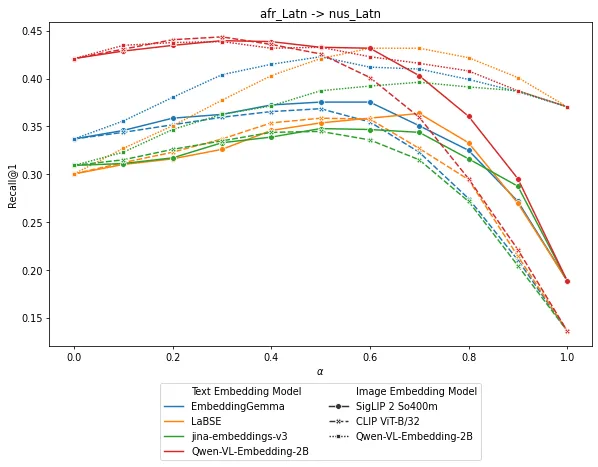 afr_Latn -> nus_Latn
0.45
0.40
0.35
0.30
0.25
0.20
0.15
Recall@1
0.0 0.2 0.4 0.6 0.8 1.0
α
Text Embedding Model Image Embedding Model
EmbeddingGemma SigLIP 2 So400m
LaBSE CLIP ViT-B/32
jina-embeddings-v3 Qwen-VL-Embedding-2B
Qwen-VL-Embedding-2B